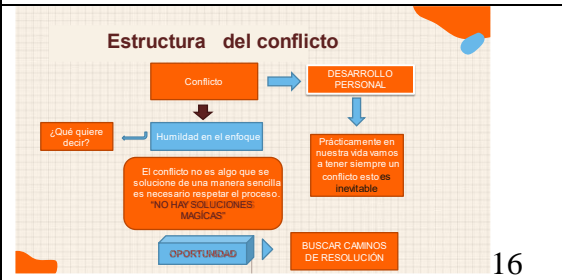 Estructura del conflicto
Conflicto
DESARROLLO
PERSONAL
¿Qué quiere
decir?
Humildad en el enfoque
Prácticamente en
nuestra vida vamos
a tener siempre un
conflicto esto es
inevitable
El conflicto no es algo que se
solucione de una manera sencilla
es necesario respetar el proceso.
"NO HAY SOLUCIONES
MAGÍCAS"
OPORTUNIDAD
BUSCAR CAMINOS
DE RESOLUCIÓN
16